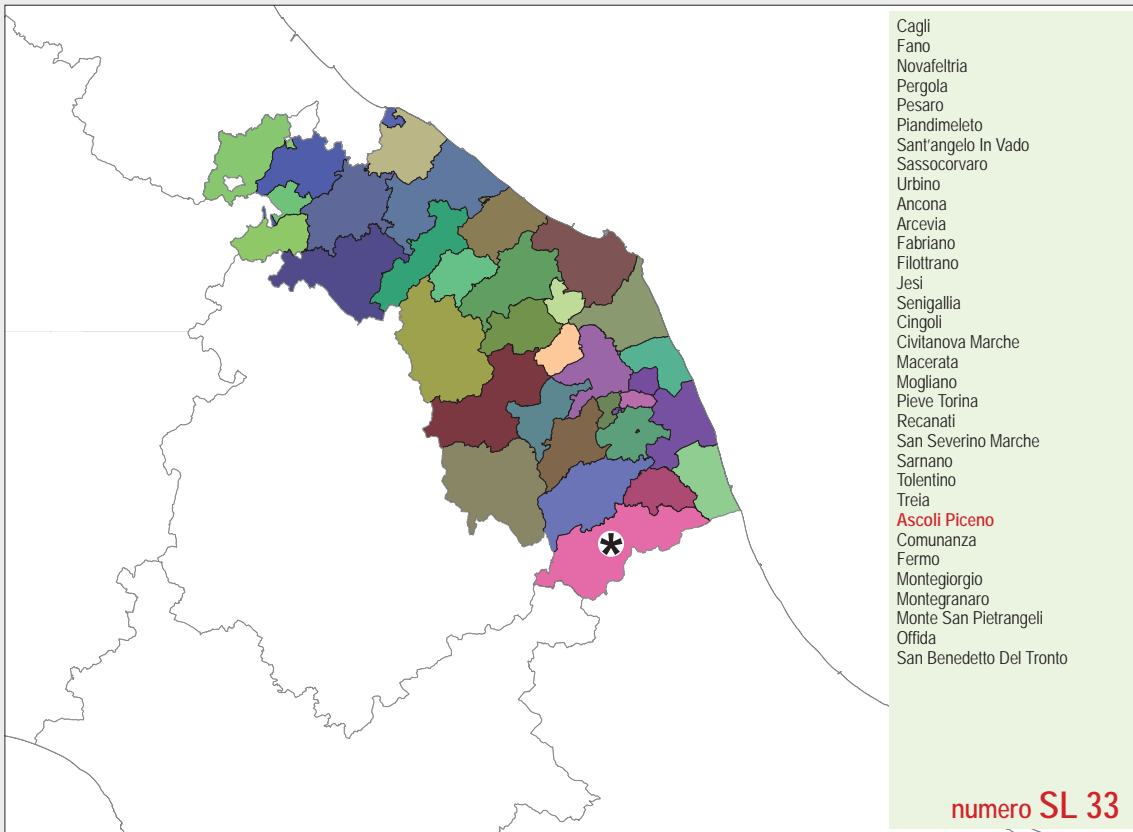 Cagli
Fano
Novafeltria
Pergola
Pesaro
Piandimeleto
Sant'angelo In Vado
Sassocorvaro
Urbino
Ancona
Arcevia
Fabriano
Filottrano
Jesi
Senigallia
Cingoli
Civitanova Marche
Macerata
Mogliano
Pieve Torina
Recanati
San Severino Marche
Sarnano
Tolentino
Treia
Ascoli Piceno
Comunanza
Fermo
Montegiorgio
Montegranaro
Monte San Pietrangeli
Offida
San Benedetto Del Tronto
*
numero SL 33